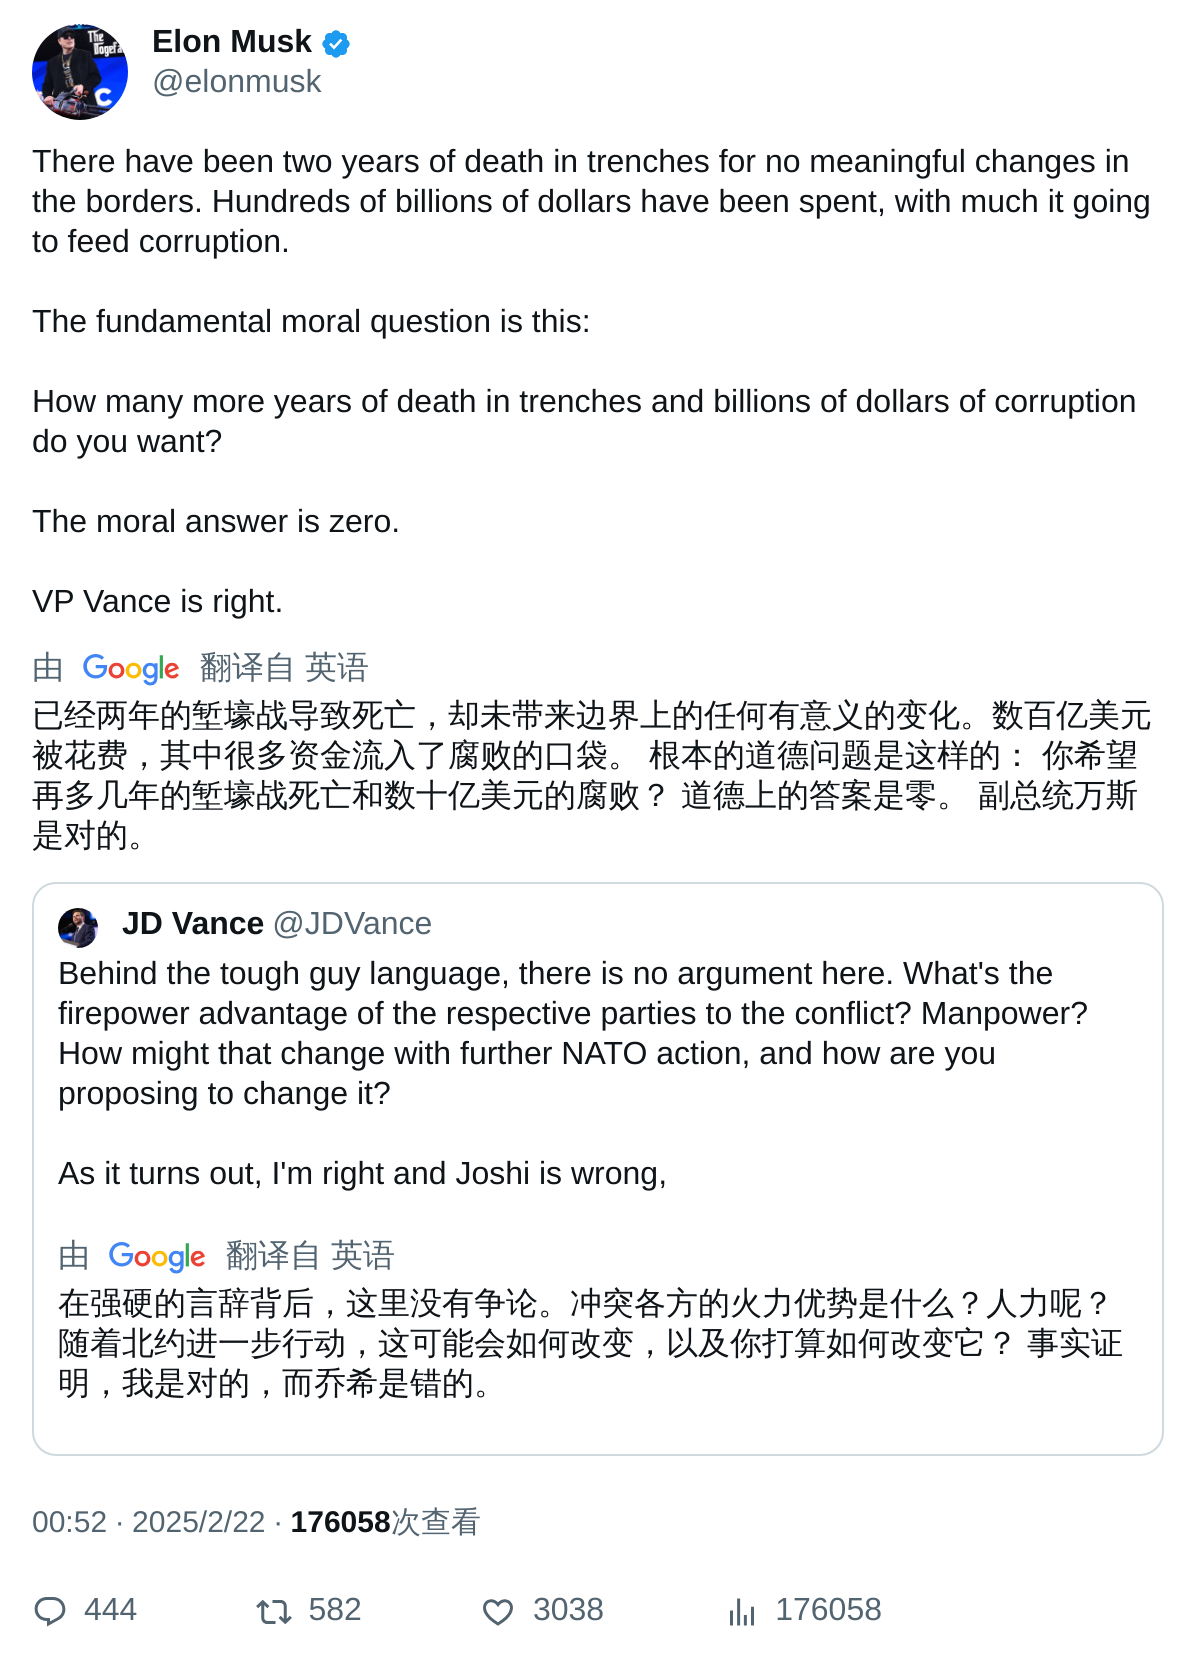 The
Dogefa
C
Elon Musk
@elonmusk
There have been two years of death in trenches for no meaningful changes in
the borders. Hundreds of billions of dollars have been spent, with much it going
to feed corruption.
The fundamental moral question is this:
How many more years of death in trenches and billions of dollars of corruption
do you want?
The moral answer is zero.
VP Vance is right.
由 Google 翻译自 英语
已经两年的堑壕战导致死亡，却未带来边界上的任何有意义的变化。数百亿美元
被花费，其中很多资金流入了腐败的口袋。 根本的道德问题是这样的： 你希望
再多几年的堑壕战死亡和数十亿美元的腐败？ 道德上的答案是零。 副总统万斯
是对的。
JD Vance @JDVance
Behind the tough guy language, there is no argument here. What's the
firepower advantage of the respective parties to the conflict? Manpower?
How might that change with further NATO action, and how are you
proposing to change it?
As it turns out, I'm right and Joshi is wrong,
由 Google 翻译自 英语
在强硬的言辞背后，这里没有争论。冲突各方的火力优势是什么？人力呢？
随着北约进一步行动，这可能会如何改变，以及你打算如何改变它？ 事实证
明，我是对的，而乔希是错的。
00:52 · 2025/2/22 · 176058次查看
444 582 3038 176058